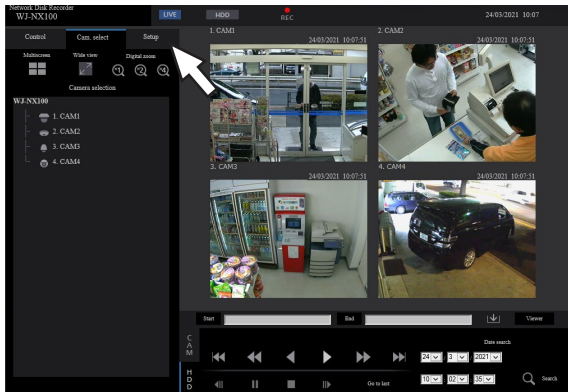 Network Disk Recorder
WJ-NX100
LIVE
HDD
REC
24/03/2021 10:07
Control
Cam. select
Setup
Multiscreen
Wide view
Digital zoom
x1
x2
x4
Camera selection
WJ-NX100
1. CAM1
2. CAM2
3. CAM3
4. CAM4
1. CAM1
24/03/2021 10:07:51
2. CAM2
24/03/2021 10:07:51
3. CAM3
24/03/2021 10:07:51
4. CAM4
24/03/2021 10:07:51
Start
End
Viewer
CAM
HDD
Date search
24 . 3 . 2021
Go to last
10 : 02 : 35
Search